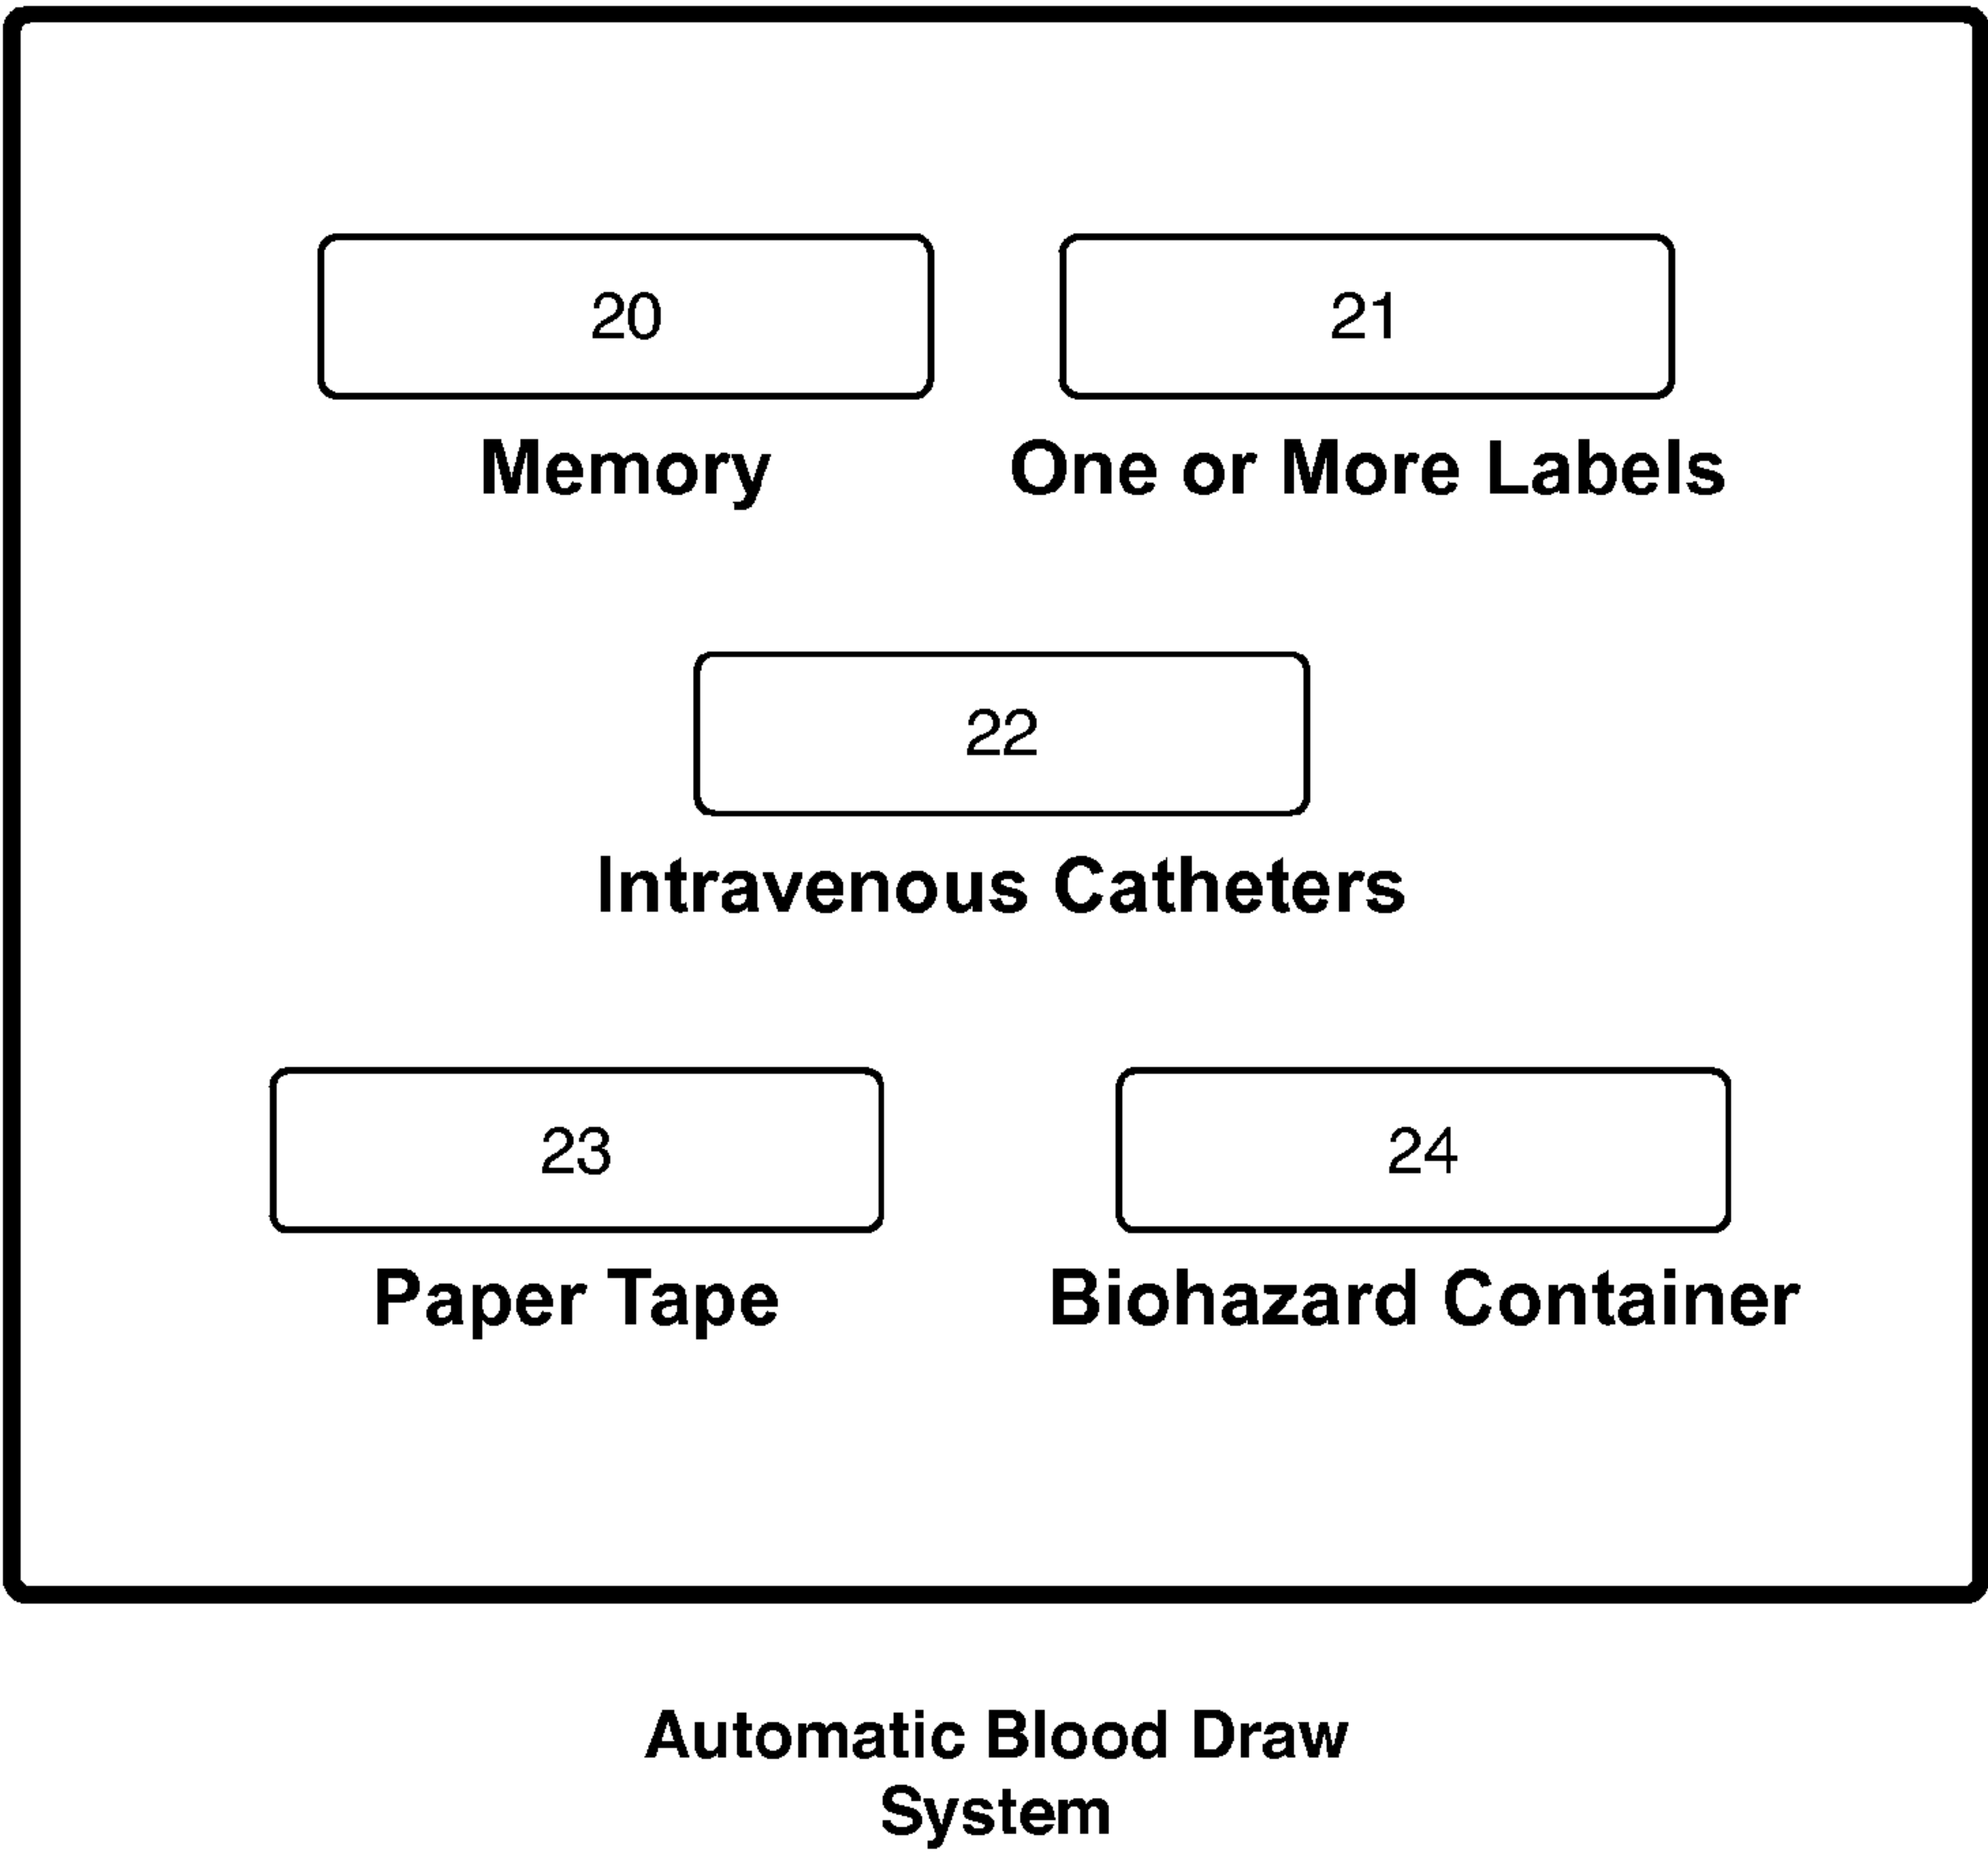 20
21
Memory
One or More Labels
22
Intravenous Catheters
23
24
Paper Tape
Biohazard Container
Automatic Blood Draw
System